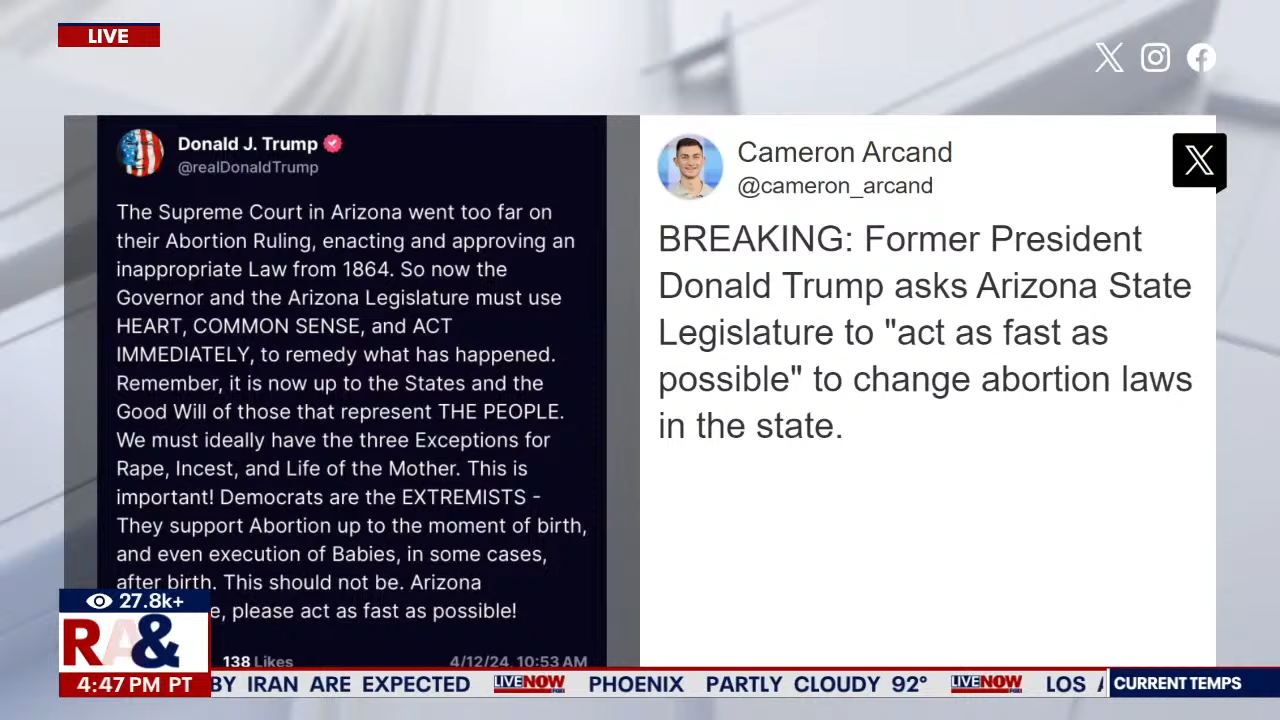 LIVE
Donald J. Trump
@realDonaldTrump
The Supreme Court in Arizona went too far on
their Abortion Ruling, enacting and approving an
inappropriate Law from 1864. So now the
Governor and the Arizona Legislature must use
HEART, COMMON SENSE, and ACT
IMMEDIATELY, to remedy what has happened.
Remember, it is now up to the States and the
Good Will of those that represent THE PEOPLE.
We must ideally have the three Exceptions for
Rape, Incest, and Life of the Mother. This is
important! Democrats are the EXTREMISTS -
They support Abortion up to the moment of birth,
and even execution of Babies, in some cases,
after birth. This should not be. Arizona
e, please act as fast as possible!
138 Likes
4/12/24, 10:53 AM
Cameron Arcand
@cameron_arcand
BREAKING: Former President
Donald Trump asks Arizona State
Legislature to "act as fast as
possible" to change abortion laws
in the state.
27.8k+
4:47 PM PT
BY IRAN ARE EXPECTED LIVENOW FOX PHOENIX PARTLY CLOUDY 92° LIVENOW FOX LOS
CURRENT TEMPS